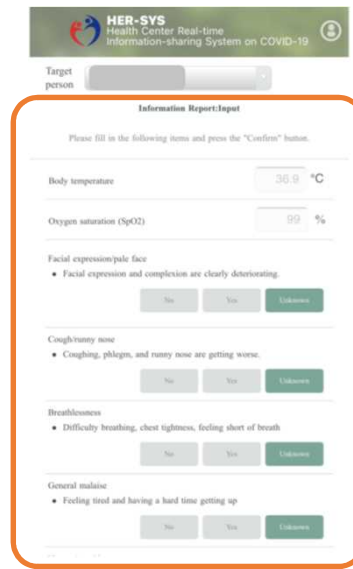 HER-SYS
Health Center Real-time
Information-sharing System on COVID-19
Target
person
Information Report:Input
Please fill in the following items and press the "Confirm" button.
Body temperature 36.9 °C
Oxygen saturation (SpO2) 99 %
Facial expression/pale face
• Facial expression and complexion are clearly deteriorating.
No Yes Unknown
Cough/runny nose
• Coughing, phlegm, and runny nose are getting worse.
No Yes Unknown
Breathlessness
• Difficulty breathing, chest tightness, feeling short of breath
No Yes Unknown
General malaise
• Feeling tired and having a hard time getting up
No Yes Unknown